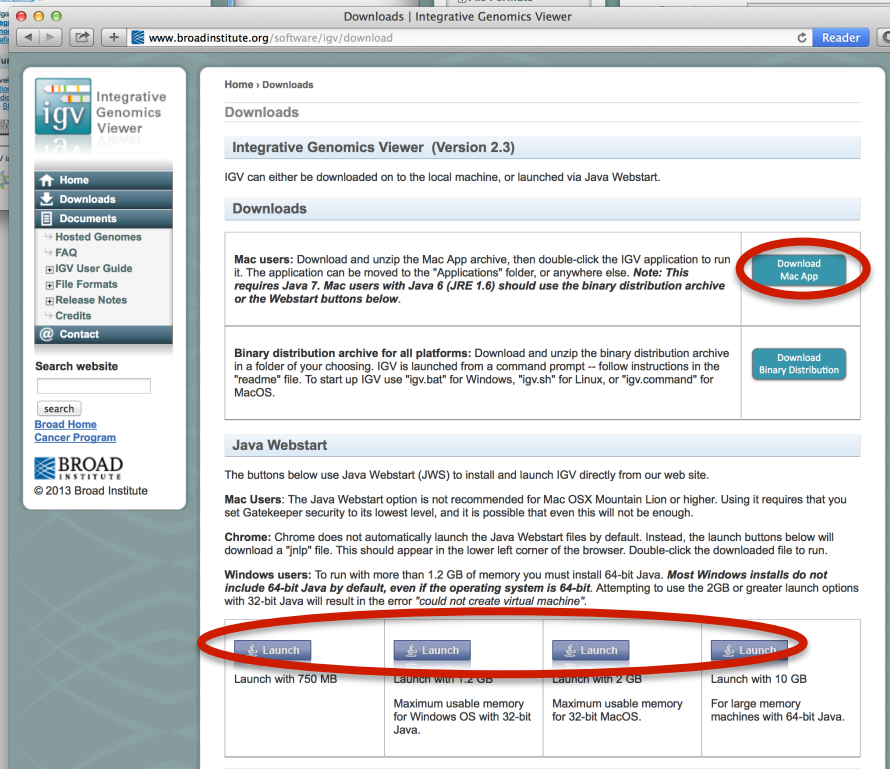 File Formats
Downloads | Integrative Genomics Viewer
www.broadinstitute.org/software/igv/download
Reader
igv
Integrative
Genomics
Viewer
Home
Downloads
Documents
Hosted Genomes
FAQ
IGV User Guide
File Formats
Release Notes
Credits
@ Contact
Search website
search
Broad Home
Cancer Program
BROAD
INSTITUTE
© 2013 Broad Institute
Home › Downloads
Downloads
Integrative Genomics Viewer (Version 2.3)
IGV can either be downloaded on to the local machine, or launched via Java Webstart.
Downloads
Mac users: Download and unzip the Mac App archive, then double-click the IGV application to run
it. The application can be moved to the "Applications" folder, or anywhere else. Note: This
requires Java 7. Mac users with Java 6 (JRE 1.6) should use the binary distribution archive
or the Webstart buttons below.
Download
Mac App
Binary distribution archive for all platforms: Download and unzip the binary distribution archive
in a folder of your choosing. IGV is launched from a command prompt -- follow instructions in the
"readme" file. To start up IGV use "igv.bat" for Windows, "igv.sh" for Linux, or "igv.command" for
MacOS.
Download
Binary Distribution
Java Webstart
The buttons below use Java Webstart (JWS) to install and launch IGV directly from our web site.
Mac Users: The Java Webstart option is not recommended for Mac OSX Mountain Lion or higher. Using it requires that you
set Gatekeeper security to its lowest level, and it is possible that even this will not be enough.
Chrome: Chrome does not automatically launch the Java Webstart files by default. Instead, the launch buttons below will
download a "jnlp" file. This should appear in the lower left corner of the browser. Double-click the downloaded file to run.
Windows users: To run with more than 1.2 GB of memory you must install 64-bit Java. Most Windows installs do not
include 64-bit Java by default, even if the operating system is 64-bit. Attempting to use the 2GB or greater launch options
with 32-bit Java will result in the error "could not create virtual machine".
Launch
Launch with 750 MB
Launch
Launch with 1.2 GB
Maximum usable memory
for Windows OS with 32-bit
Java.
Launch
Launch with 2 GB
Maximum usable memory
for 32-bit MacOS.
Launch
Launch with 10 GB
For large memory
machines with 64-bit Java.